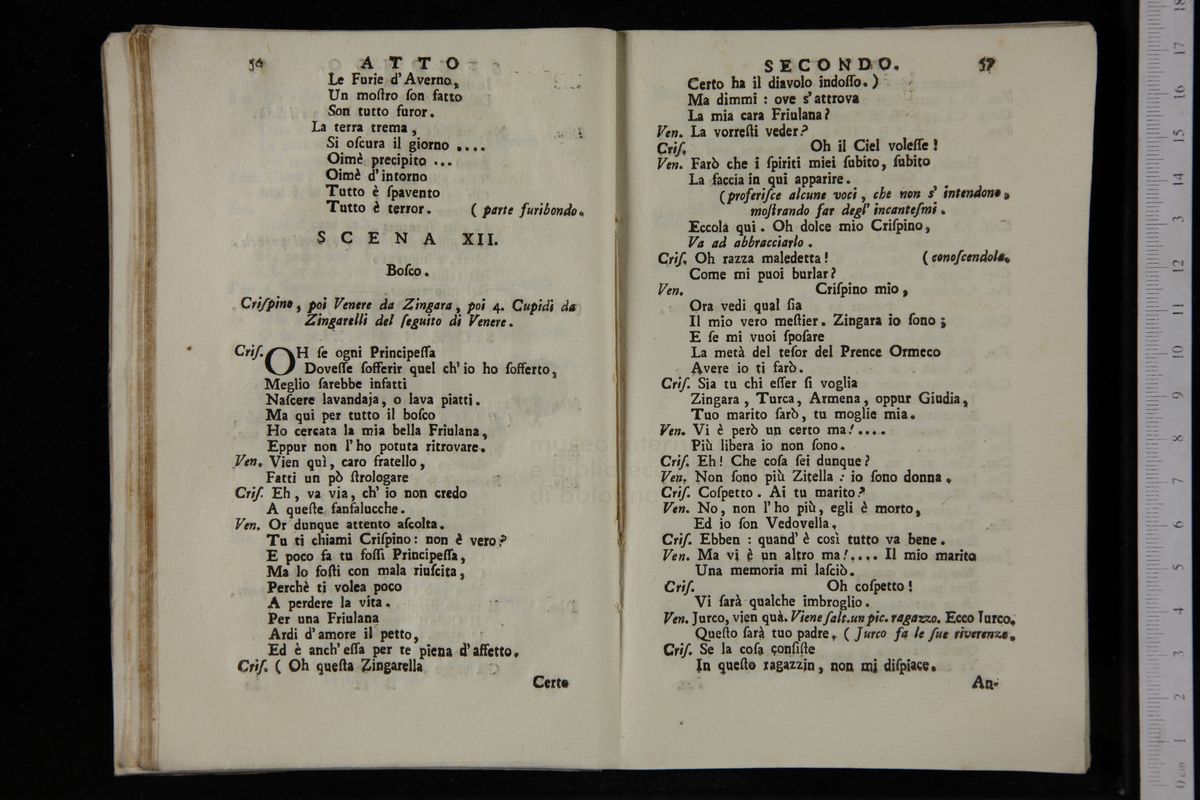 56 ATTO
Le Furie d'Averno,
Un moſtro ſon fatto
Son tutto furor.
La terra trema,
Si oſcura il giorno ....
Oimè precipito ...
Oimè d'intorno
Tutto è ſpavento
Tutto è terror. ( parte furibondo.
SCENA XII.
Boſco.
Criſpino, poi Venere da Zingara, poi 4. Cupidi da
Zingarelli del ſeguito di Venere.
Criſ. OH ſe ogni Principeſſa
Doveſſe ſofferir quel ch'io ho ſofferto,
Meglio ſarebbe infatti
Naſcere lavandaja, o lava piatti.
Ma qui per tutto il boſco
Ho cercata la mia bella Friulana,
Eppur non l'ho potuta ritrovare.
Ven. Vien quì, caro fratello,
Fatti un pò ſtrologare
Criſ. Eh, va via, ch'io non credo
A queſte fanfalucche.
Ven. Or dunque attento aſcolta.
Tu ti chiami Criſpino: non è vero?
E poco fa tu foſſi Principeſſa,
Ma lo foſti con mala riuſcita,
Perchè ti volea poco
A perdere la vita.
Per una Friulana
Ardi d'amore il petto,
Ed è anch'eſſa per te piena d'affetto.
Criſ. ( Oh queſta Zingarella
Certo
SECONDO. 57
Certo ha il diavolo indoſſo. )
Ma dimmi : ove s'attrova
La mia cara Friulana?
Ven. La vorreſti veder?
Criſ. Oh il Ciel voleſſe!
Ven. Farò che i ſpiriti miei ſubito, ſubito
La faccia in qui apparire.
( proferiſce alcune voci, che non s'intendono,
moſtrando far degl'incanteſmi.
Eccola qui. Oh dolce mio Criſpino,
Va ad abbracciarlo.
Criſ. Oh razza maledetta! ( conoſcendola.
Come mi puoi burlar?
Ven. Criſpino mio,
Ora vedi qual ſia
Il mio vero meſtier. Zingara io ſono;
E ſe mi vuoi ſpoſare
La metà del teſor del Prence Ormeco
Avere io ti farò.
Criſ. Sia tu chi eſſer ſi voglia
Zingara, Turca, Armena, oppur Giudia,
Tuo marito ſarò, tu moglie mia.
Ven. Vi è però un certo ma!....
Più libera io non ſono.
Criſ. Eh! Che coſa ſei dunque?
Ven. Non ſono più Zitella : io ſono donna.
Criſ. Coſpetto. Ai tu marito?
Ven. No, non l'ho più, egli è morto,
Ed io ſon Vedovella.
Criſ. Ebben : quand'è così tutto va bene.
Ven. Ma vi è un altro ma!.... Il mio marito
Una memoria mi laſciò.
Criſ. Oh coſpetto!
Vi ſarà qualche imbroglio.
Ven. Jurco, vien quà. Viene ſalt.un pic. ragazzo. Ecco Jurco.
Queſto ſarà tuo padre. ( Jurco fa le ſue riverenze.
Criſ. Se la coſa conſiſte
In queſto ragazzin, non mi diſpiace.
An-